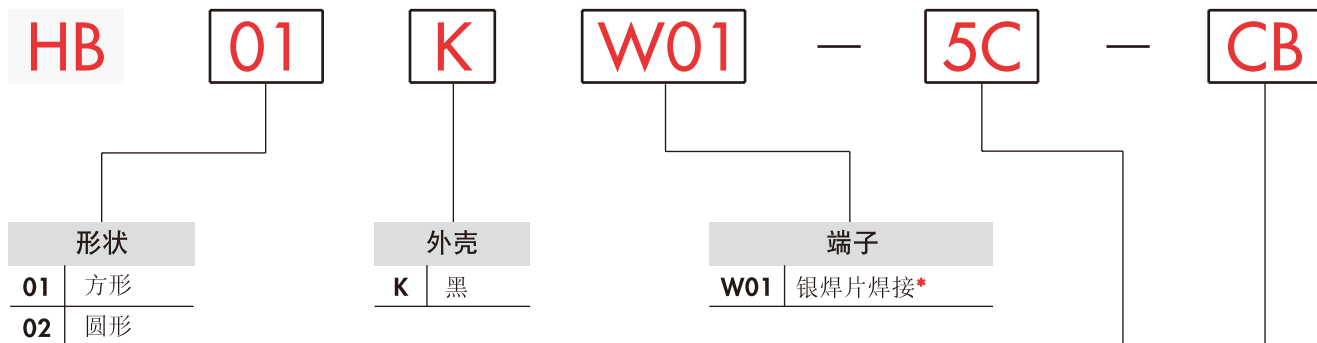 HB 01 K W01 — 5C — CB
形状 外壳 端子
01 方形 K 黑 W01 银焊片焊接*
02 圆形